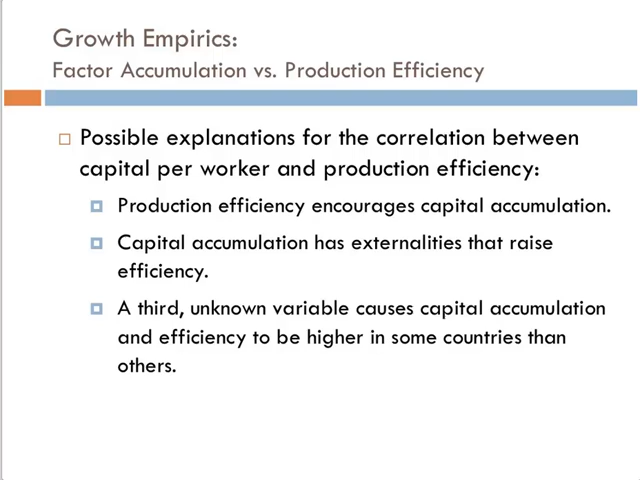 Growth Empirics:
Factor Accumulation vs. Production Efficiency
Possible explanations for the correlation between
capital per worker and production efficiency:
Production efficiency encourages capital accumulation.
Capital accumulation has externalities that raise
efficiency.
A third, unknown variable causes capital accumulation
and efficiency to be higher in some countries than
others.